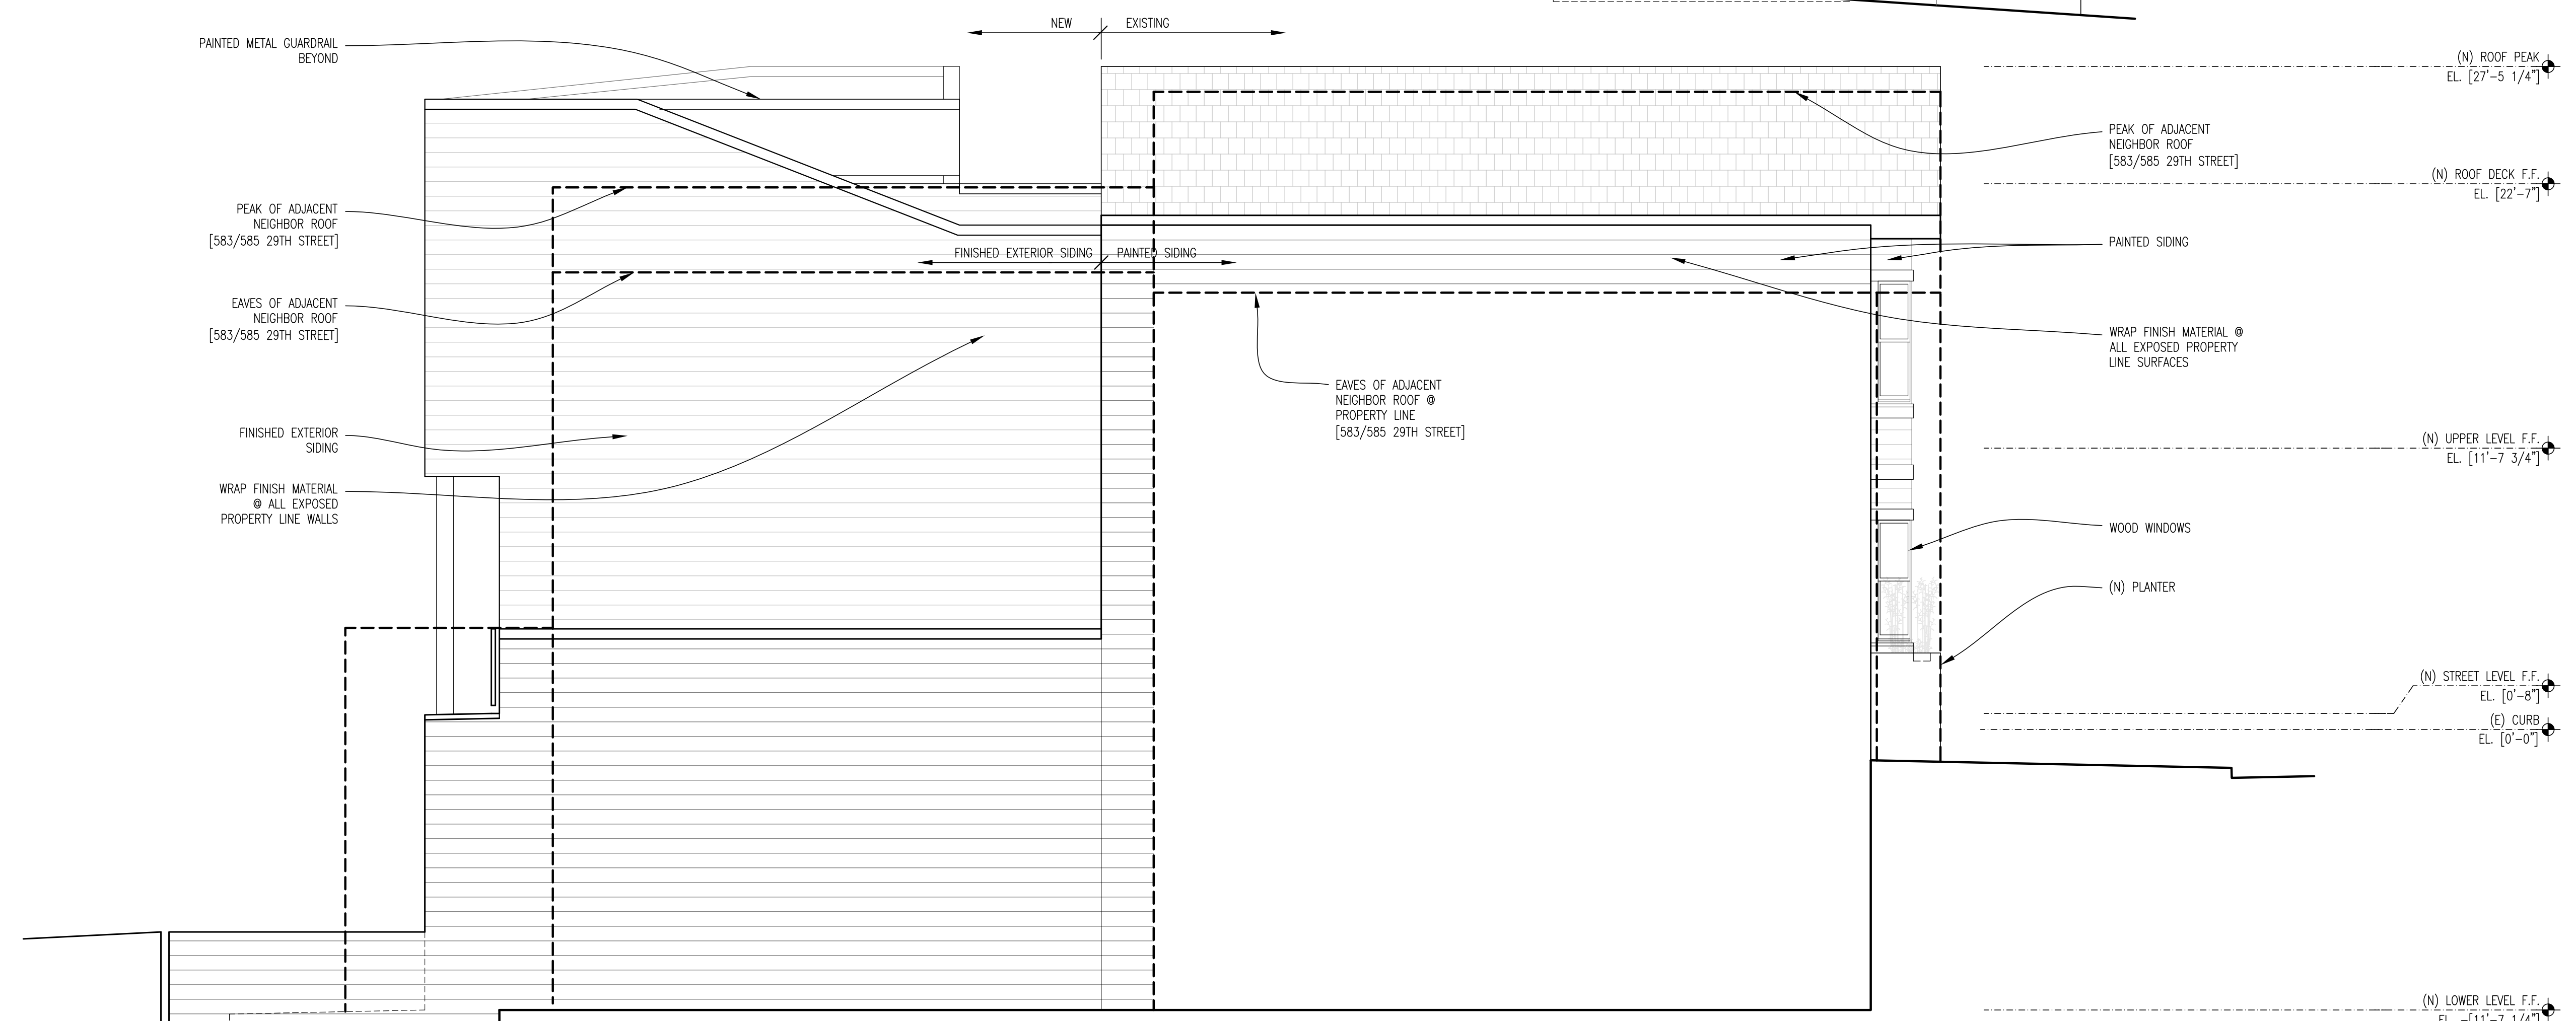 NEW
EXISTING
PAINTED METAL GUARDRAIL
BEYOND
(N) ROOF PEAK
EL. [27'-5 1/4"]
PEAK OF ADJACENT
NEIGHBOR ROOF
[583/585 29TH STREET]
(N) ROOF DECK F.F.
EL. [22'-7"]
PEAK OF ADJACENT
NEIGHBOR ROOF
[583/585 29TH STREET]
PAINTED SIDING
FINISHED EXTERIOR SIDING
PAINTED SIDING
EAVES OF ADJACENT
NEIGHBOR ROOF
[583/585 29TH STREET]
WRAP FINISH MATERIAL @
ALL EXPOSED PROPERTY
LINE SURFACES
EAVES OF ADJACENT
NEIGHBOR ROOF @
PROPERTY LINE
[583/585 29TH STREET]
FINISHED EXTERIOR
SIDING
(N) UPPER LEVEL F.F.
EL. [11'-7 3/4"]
WRAP FINISH MATERIAL
@ ALL EXPOSED
PROPERTY LINE WALLS
WOOD WINDOWS
(N) PLANTER
(N) STREET LEVEL F.F.
EL. [0'-8"]
(E) CURB
EL. [0'-0"]
(N) LOWER LEVEL F.F.
EL. -[11'-7 1/4"]